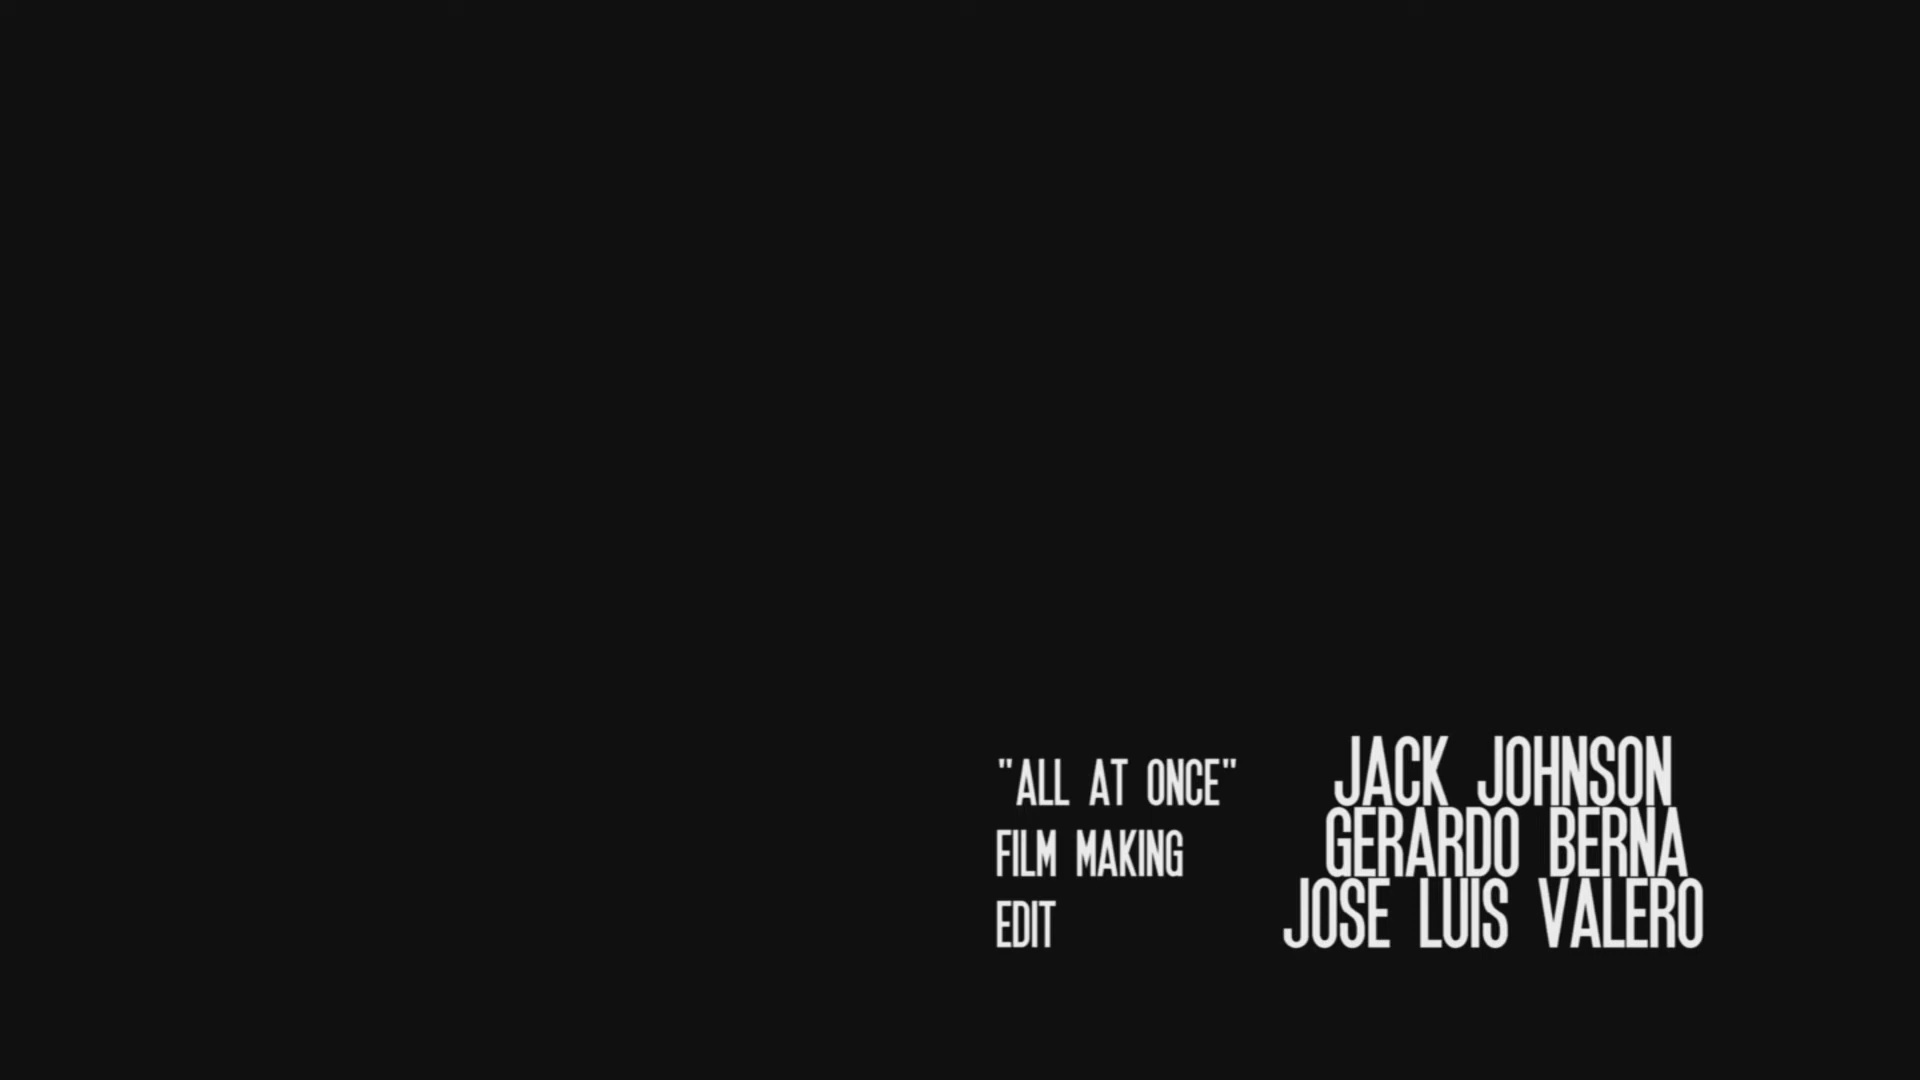 "ALL AT ONCE" JACK JOHNSON
FILM MAKING GERARDO BERNA
EDIT JOSE LUIS VALERO